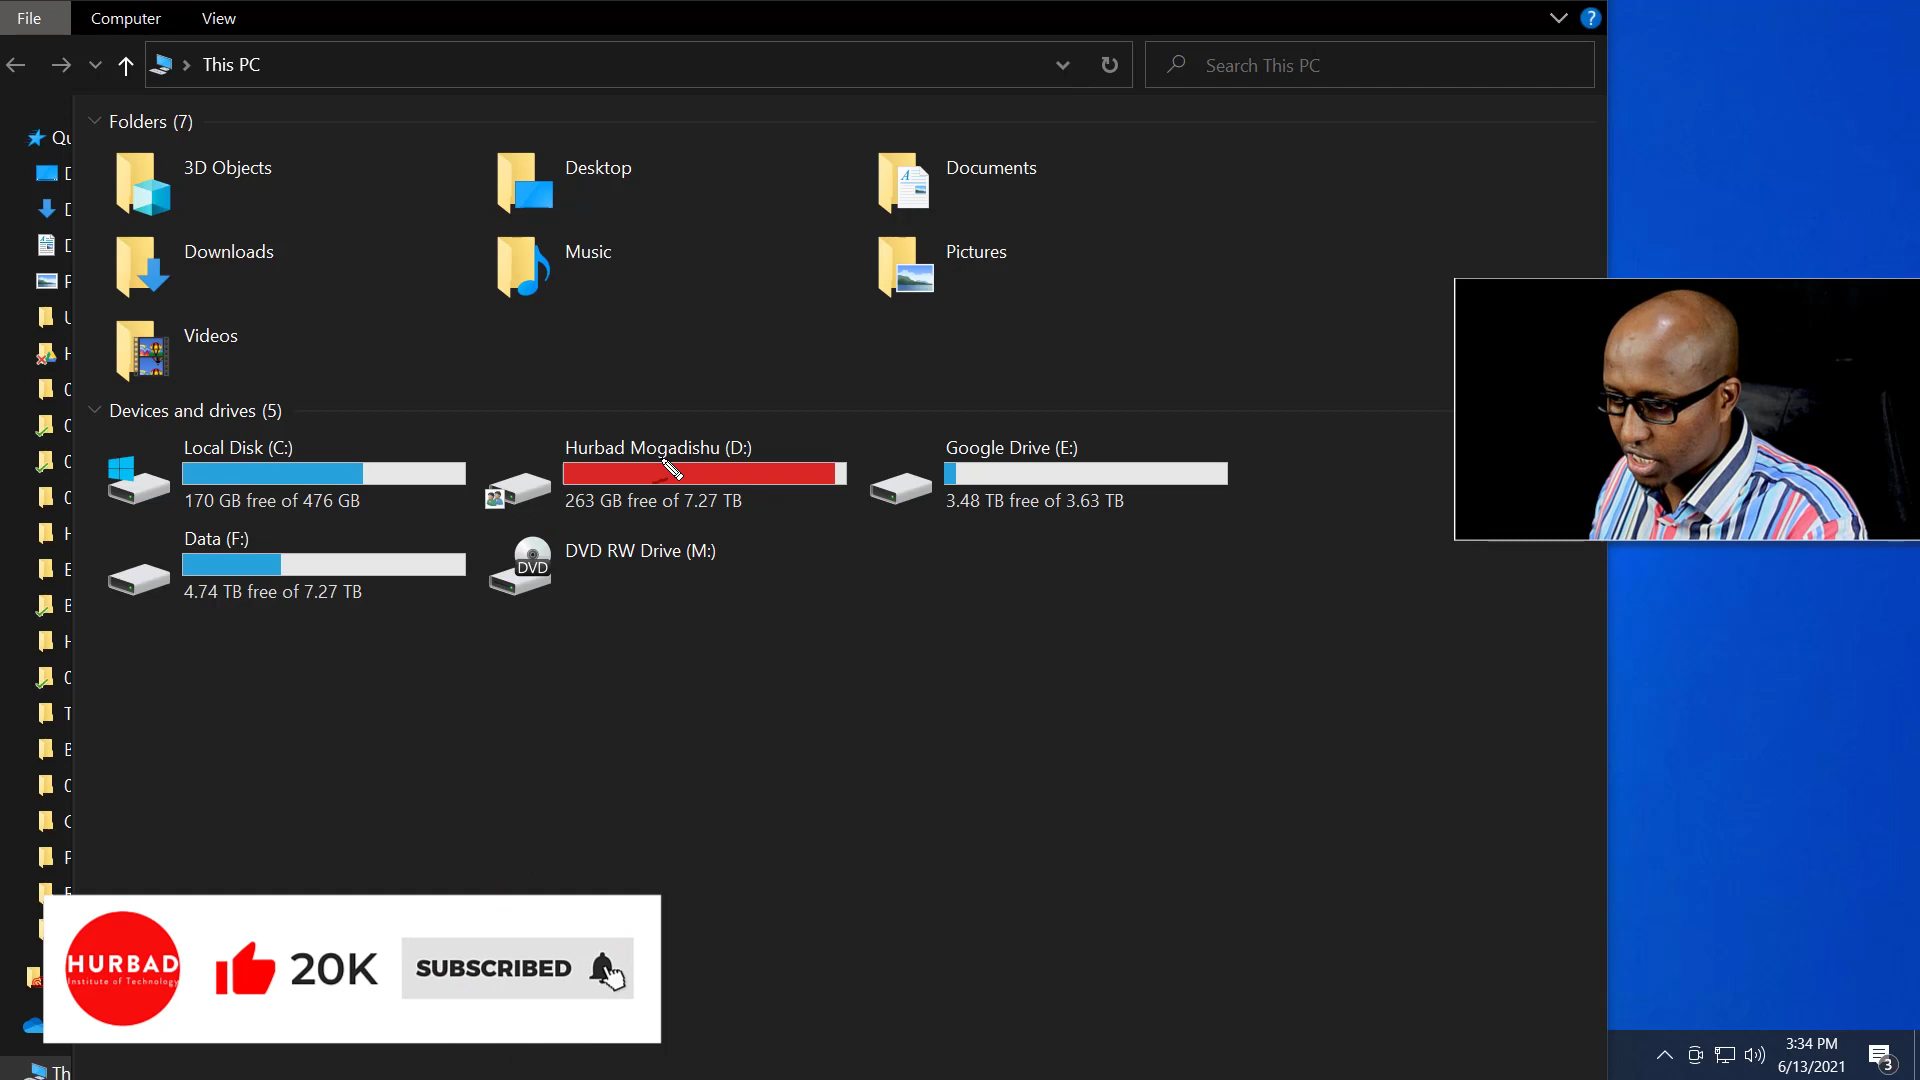 File Computer View
This PC Search This PC
Folders (7)
3D Objects Desktop Documents
Downloads Music Pictures
Videos
Devices and drives (5)
Local Disk (C:) Hurbad Mogadishu (D:) Google Drive (E:)
170 GB free of 476 GB 263 GB free of 7.27 TB 3.48 TB free of 3.63 TB
Data (F:) DVD RW Drive (M:)
DVD
4.74 TB free of 7.27 TB
HURBAD
Institute of Technology
20K SUBSCRIBED
3:34 PM
6/13/2021
3